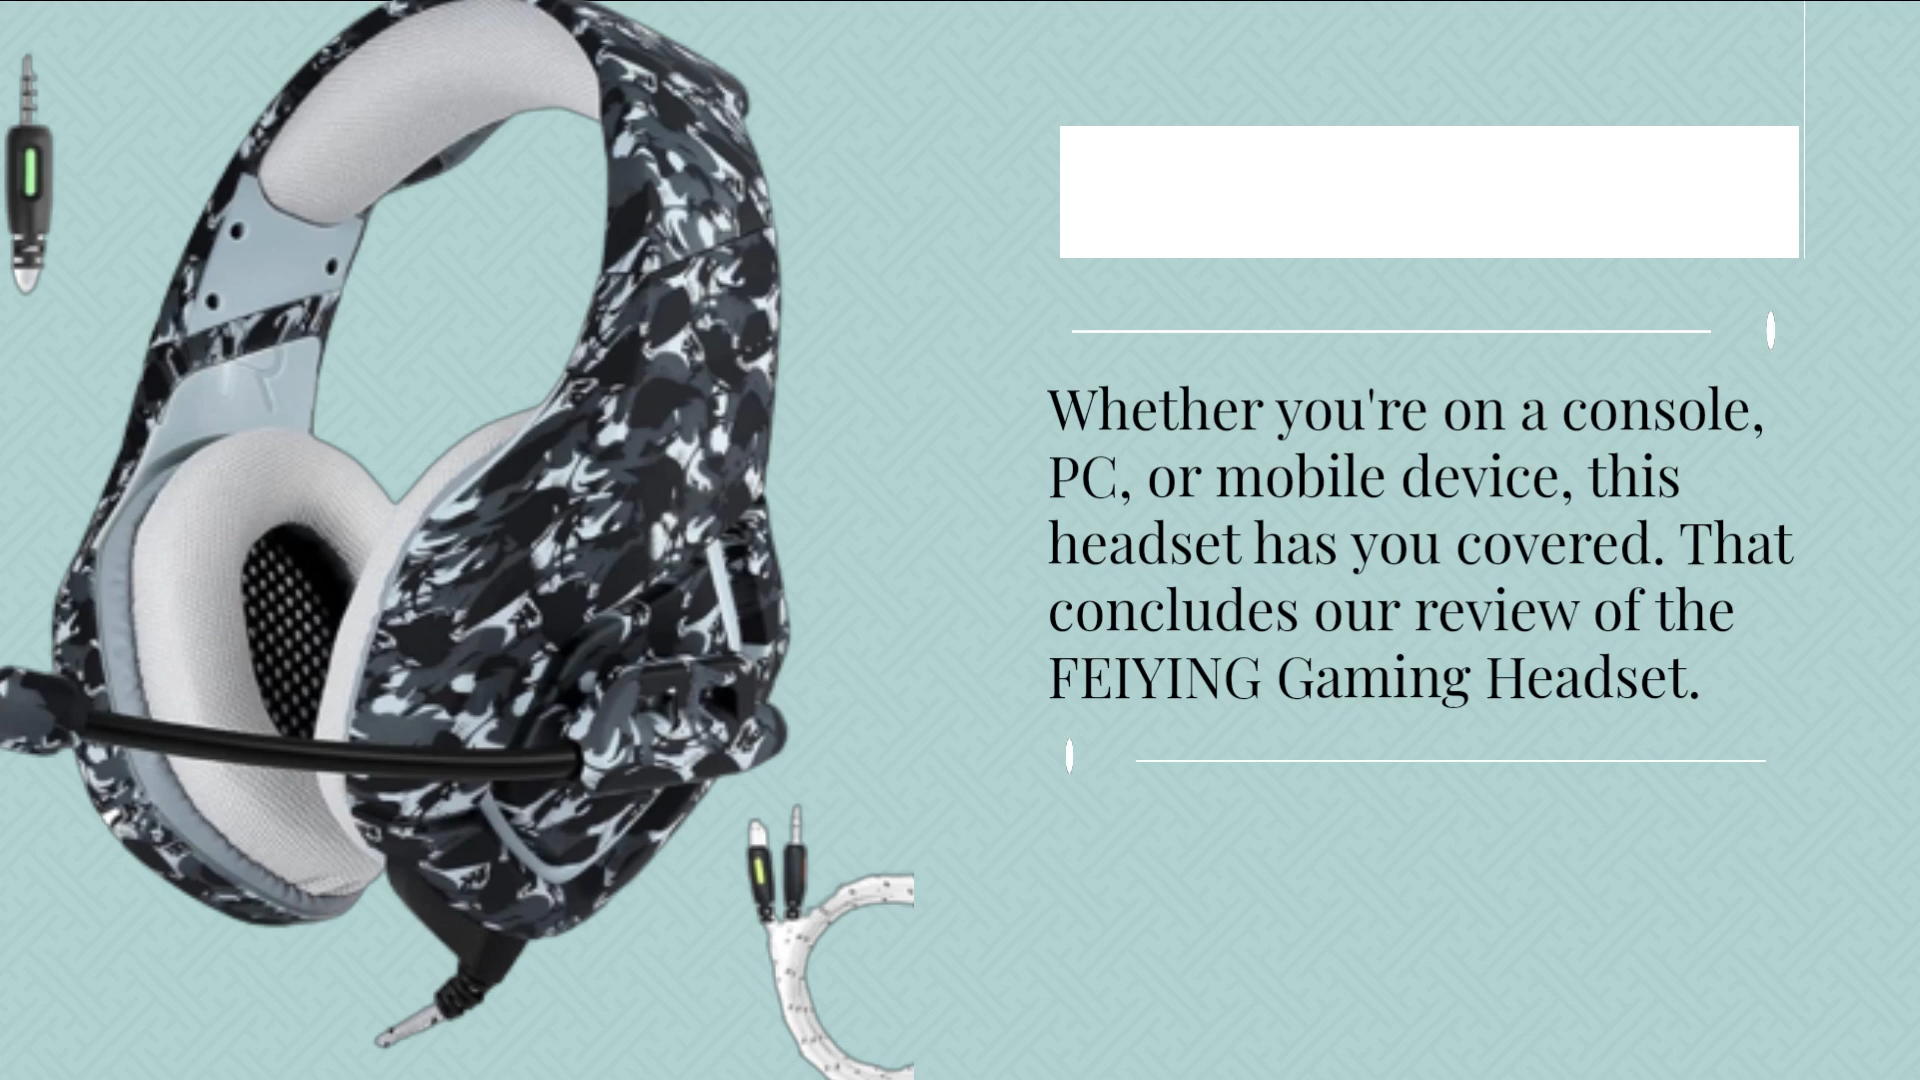 Whether you're on a console,
PC, or mobile device, this
headset has you covered. That
concludes our review of the
FEIYING Gaming Headset.